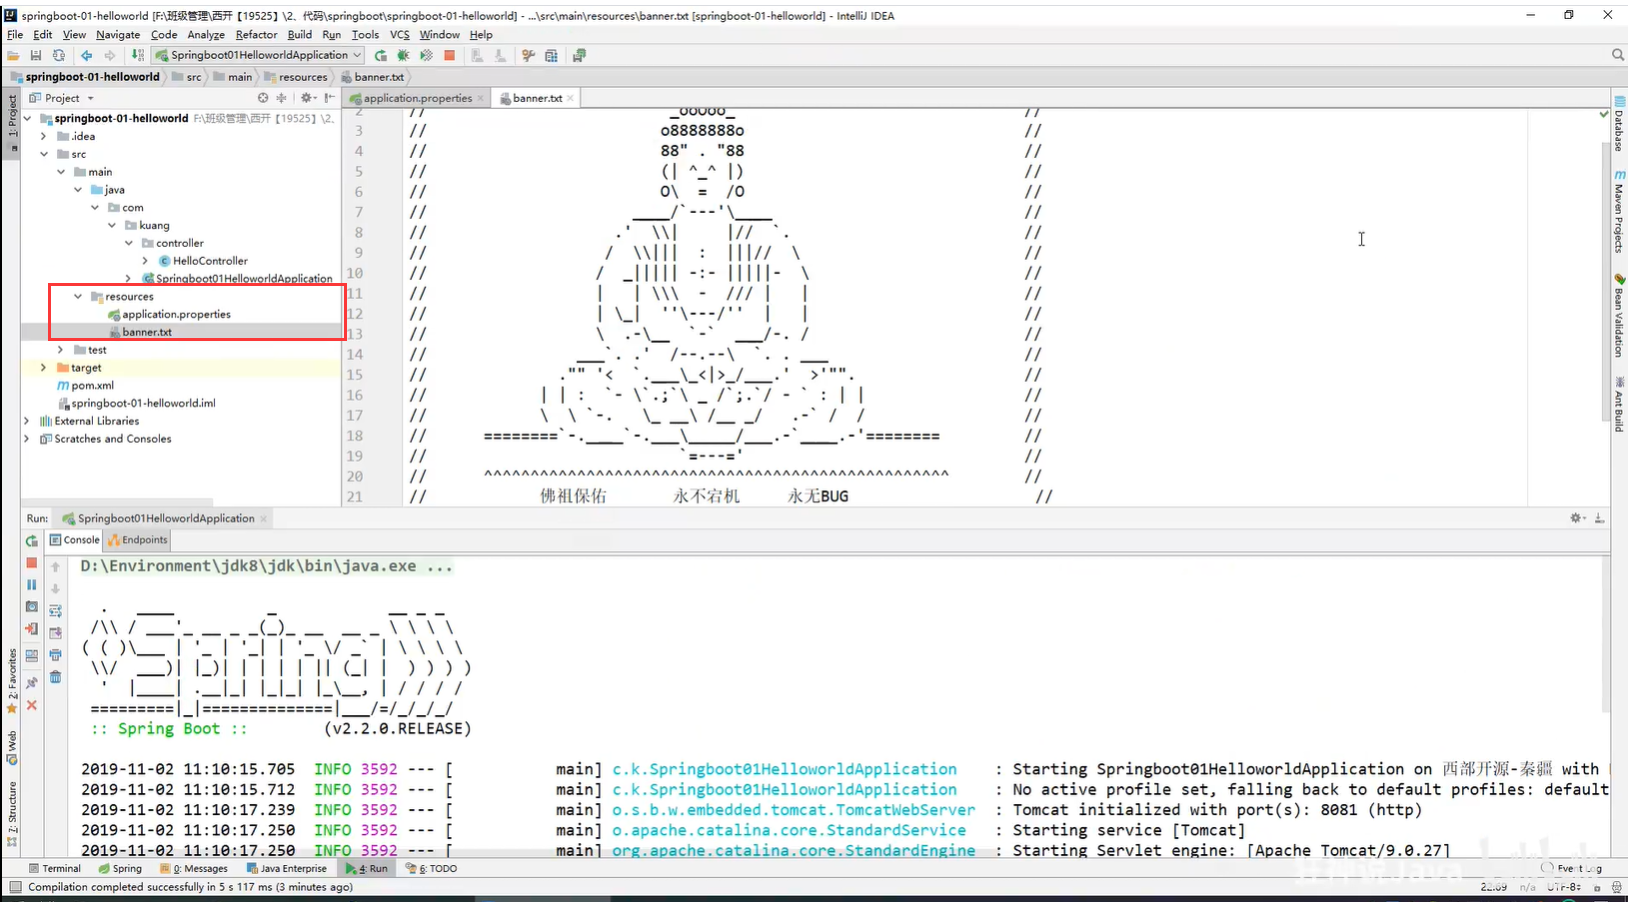 springboot-01-helloworld [F:\班级管理\西开【19525】\2、代码\springboot\springboot-01-helloworld] - ...\src\main\resources\banner.txt [springboot-01-helloworld] - IntelliJ IDEA
File Edit View Navigate Code Analyze Refactor Build Run Tools VCS Window Help
Springboot01HelloworldApplication
springboot-01-helloworld src main resources banner.txt
1: Project
Project
application.properties
banner.txt
springboot-01-helloworld F:\班级管理\西开【19525】\2、
.idea
src
main
java
com
kuang
controller
HelloController
Springboot01HelloworldApplication
resources
application.properties
banner.txt
test
target
pom.xml
springboot-01-helloworld.iml
External Libraries
Scratches and Consoles
2 // _ooOoo_ //
3 // o8888888o //
4 // 88" . "88 //
5 // (| ^_^ |) //
6 // O\ = /O //
7 // ____/`---'\____ //
8 // .' \\| |// `. //
9 // / \\||| : |||// \ //
10 // / _||||| -:- |||||- \ //
11 // | | \\\ - /// | | //
12 // | \_| ''\---/'' | | //
13 // \ .-\__ `-` ___/-. / //
14 // ___`. .' /--.--\ `. . ___ //
15 // ."" '< `.___\_<|>_/___.' >'"". //
16 // | | : `- \`.;`\ _ /`;.`/ - ` : | | //
17 // \ \ `-. \_ __\ /__ _/ .-` / / //
18 // ========`-.____`-.___\_____/___.-`____.-'======== //
19 // `=---=' //
20 // ^^^^^^^^^^^^^^^^^^^^^^^^^^^^^^^^^^^^^^^^^^^^^^^^^^ //
21 // 佛祖保佑 永不宕机 永无BUG //
Database
Maven Projects
Bean Validation
Ant Build
Run: Springboot01HelloworldApplication
Console Endpoints
D:\Environment\jdk8\jdk\bin\java.exe ...
Spring
:: Spring Boot :: (v2.2.0.RELEASE)
2019-11-02 11:10:15.705 INFO 3592 --- [ main] c.k.Springboot01HelloworldApplication : Starting Springboot01HelloworldApplication on 西部开源-秦疆 with
2019-11-02 11:10:15.712 INFO 3592 --- [ main] c.k.Springboot01HelloworldApplication : No active profile set, falling back to default profiles: default
2019-11-02 11:10:17.239 INFO 3592 --- [ main] o.s.b.w.embedded.tomcat.TomcatWebServer : Tomcat initialized with port(s): 8081 (http)
2019-11-02 11:10:17.250 INFO 3592 --- [ main] o.apache.catalina.core.StandardService : Starting service [Tomcat]
2019-11-02 11:10:17.250 INFO 3592 --- [ main] org.apache.catalina.core.StandardEngine : Starting Servlet engine: [Apache Tomcat/9.0.27]
2: Favorites
Web
7: Structure
Terminal Spring 0: Messages Java Enterprise 4: Run 6: TODO Event Log
Compilation completed successfully in 5 s 117 ms (3 minutes ago) 22:69 n/a UTF-8